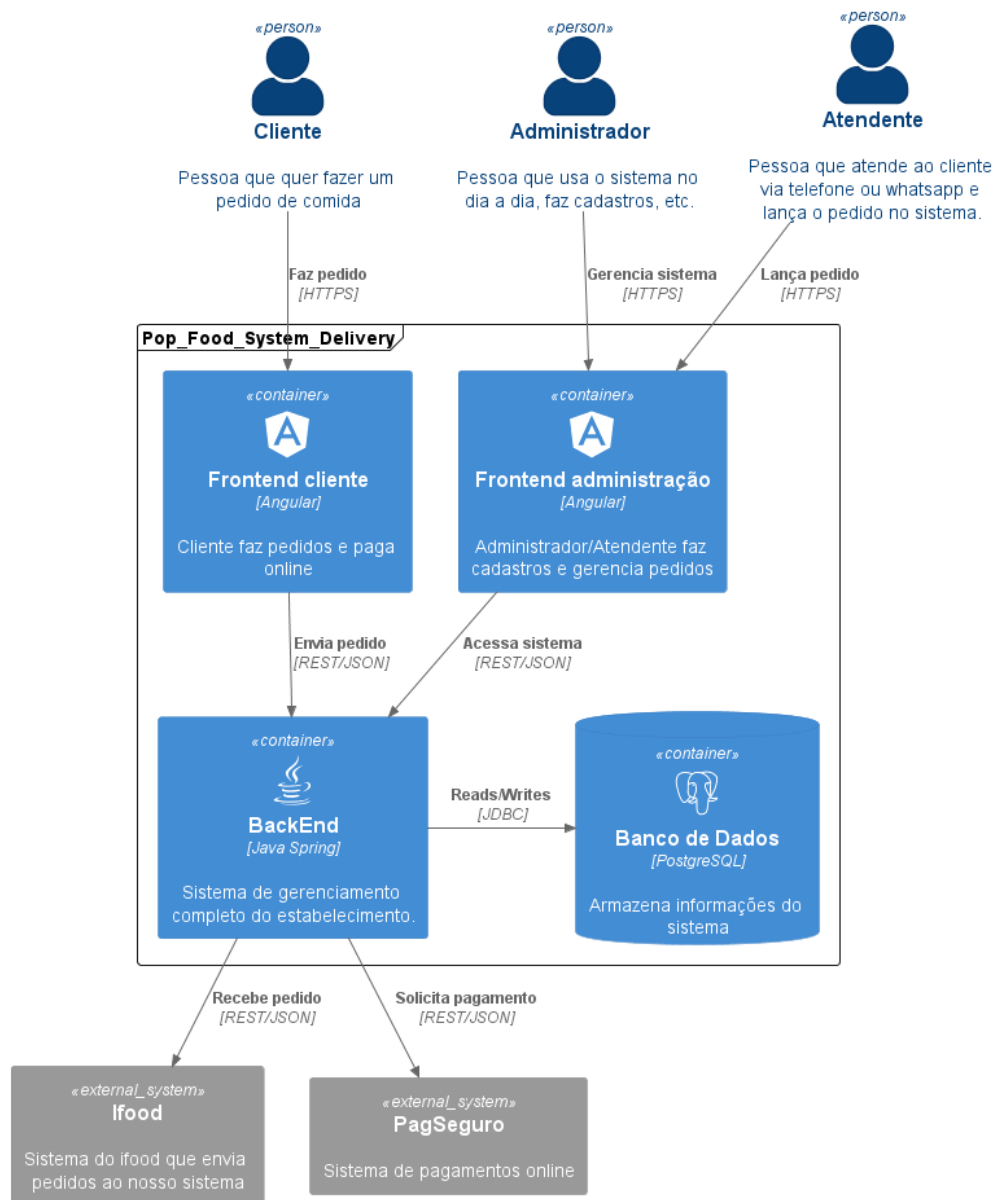 «person»
Cliente
Pessoa que quer fazer um
pedido de comida
«person»
Administrador
Pessoa que usa o sistema no
dia a dia, faz cadastros, etc.
«person»
Atendente
Pessoa que atende ao cliente
via telefone ou whatsapp e
lança o pedido no sistema.
Faz pedido
[HTTPS]
Gerencia sistema
[HTTPS]
Lança pedido
[HTTPS]
Pop_Food_System_Delivery
«container»
Frontend cliente
[Angular]
Cliente faz pedidos e paga
online
«container»
Frontend administração
[Angular]
Administrador/Atendente faz
cadastros e gerencia pedidos
Envia pedido
[REST/JSON]
Acessa sistema
[REST/JSON]
«container»
BackEnd
[Java Spring]
Sistema de gerenciamento
completo do estabelecimento.
Reads/Writes
[JDBC]
«container»
Banco de Dados
[PostgreSQL]
Armazena informações do
sistema
Recebe pedido
[REST/JSON]
Solicita pagamento
[REST/JSON]
«external_system»
Ifood
Sistema do ifood que envia
pedidos ao nosso sistema
«external_system»
PagSeguro
Sistema de pagamentos online